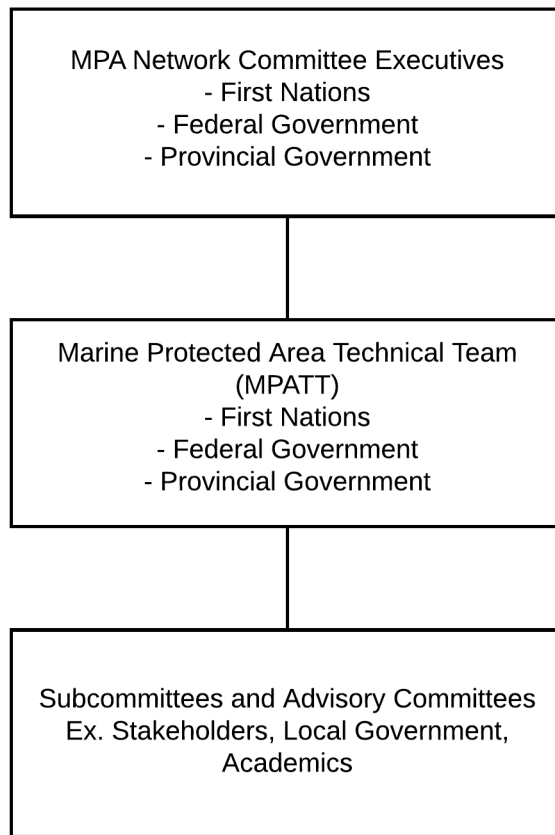 MPA Network Committee Executives
- First Nations
- Federal Government
- Provincial Government
Marine Protected Area Technical Team
(MPATT)
- First Nations
- Federal Government
- Provincial Government
Subcommittees and Advisory Committees
Ex. Stakeholders, Local Government,
Academics